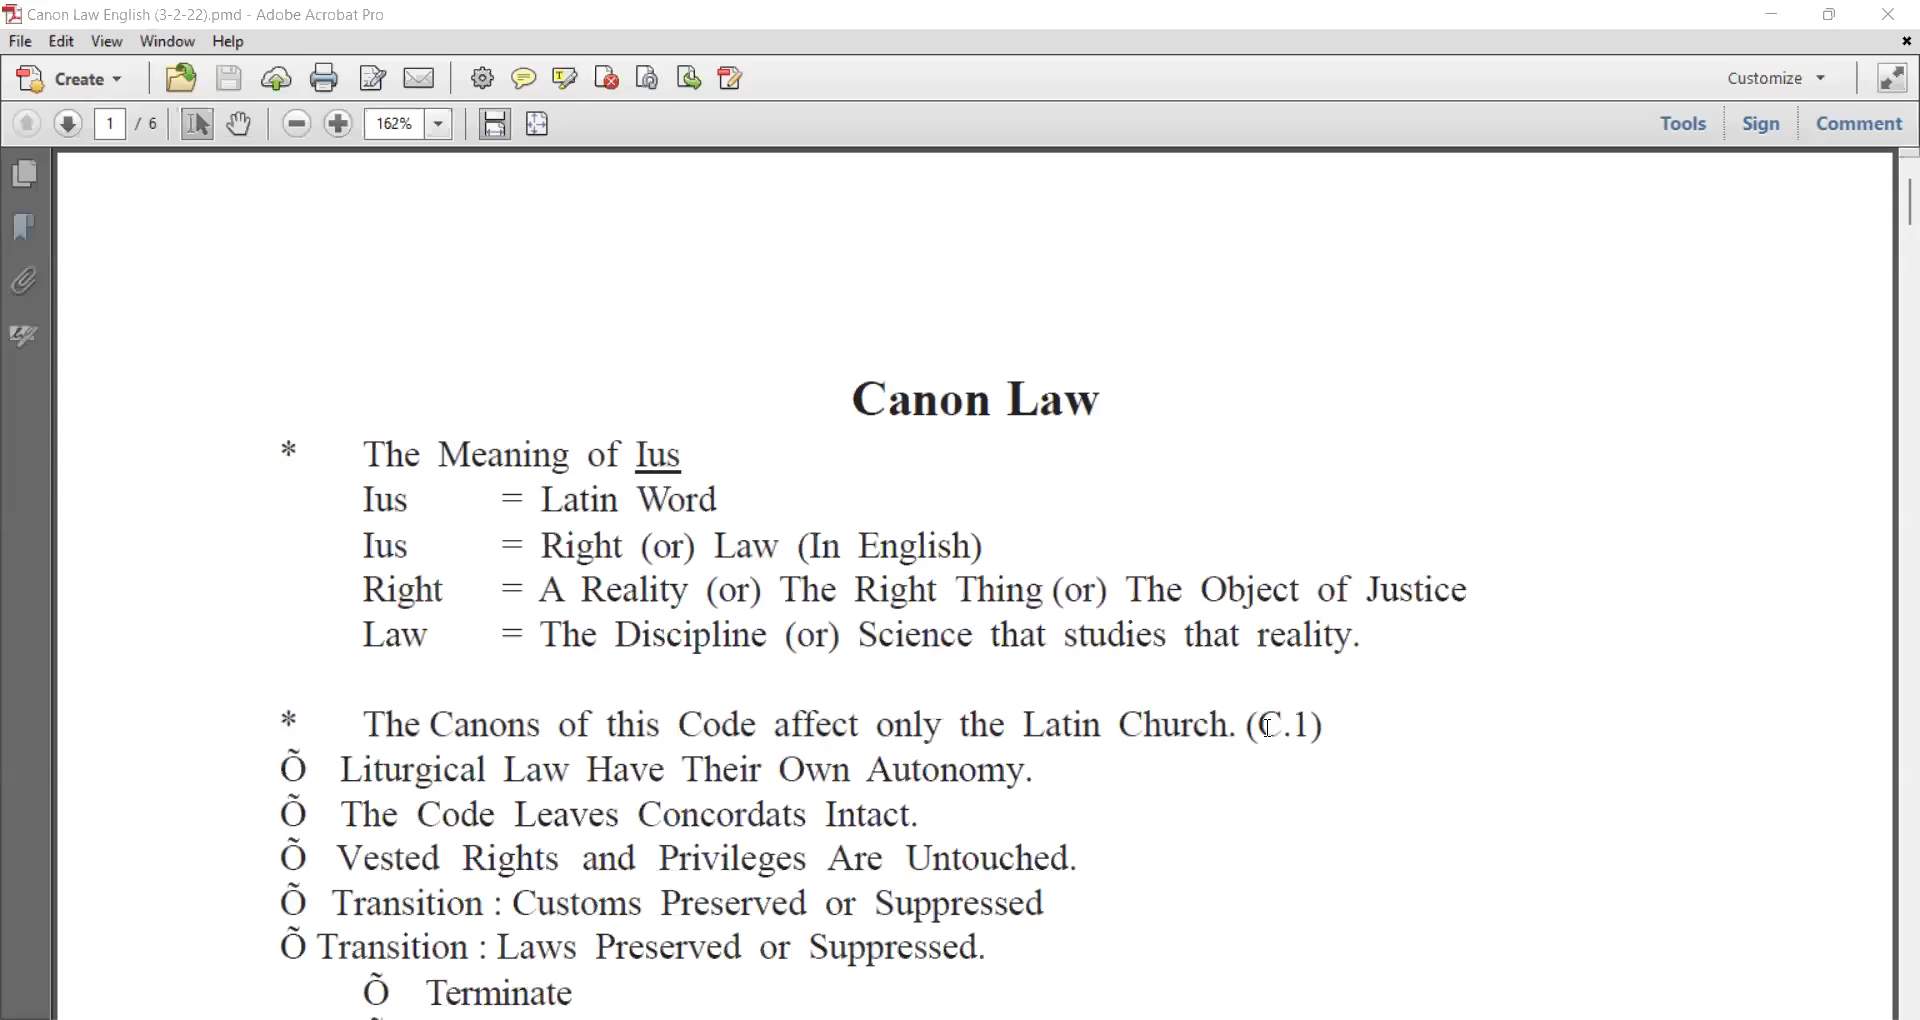 Canon Law English (3-2-22).pmd - Adobe Acrobat Pro
File Edit View Window Help
Create Customize
1 / 6 162% Tools Sign Comment
Canon Law
* The Meaning of Ius
Ius = Latin Word
Ius = Right (or) Law (In English)
Right = A Reality (or) The Right Thing (or) The Object of Justice
Law = The Discipline (or) Science that studies that reality.
* The Canons of this Code affect only the Latin Church. (C.1)
Õ Liturgical Law Have Their Own Autonomy.
Õ The Code Leaves Concordats Intact.
Õ Vested Rights and Privileges Are Untouched.
Õ Transition : Customs Preserved or Suppressed
Õ Transition : Laws Preserved or Suppressed.
Õ Terminate